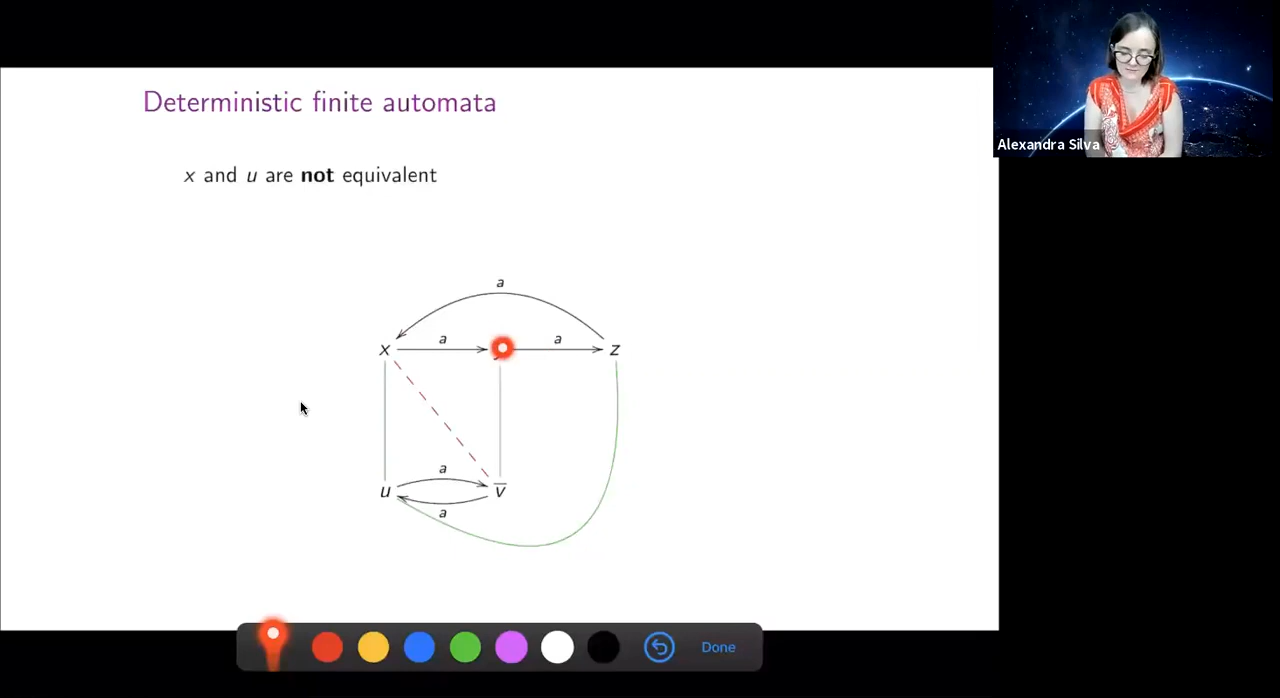 Deterministic finite automata
Alexandra Silva
x and u are not equivalent
a
a
a
x
z
a
u
v̅
a
Done